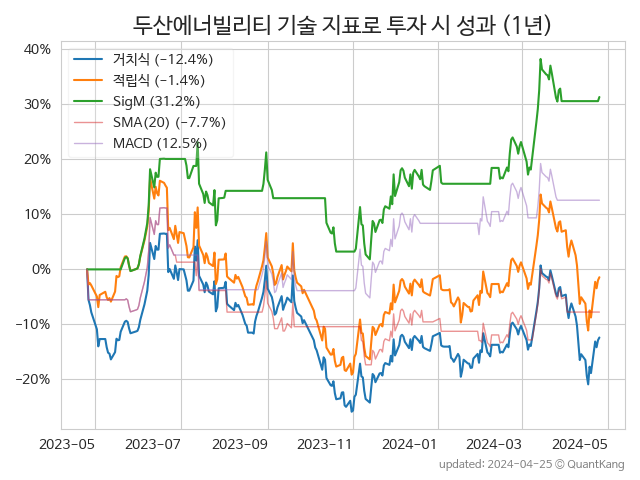 두산에너빌리티 기술 지표로 투자 시 성과 (1년)
40%
30%
20%
10%
0%
−10%
−20%
거치식 (−12.4%)
적립식 (−1.4%)
SigM (31.2%)
SMA(20) (−7.7%)
MACD (12.5%)
2023-05 2023-07 2023-09 2023-11 2024-01 2024-03 2024-05
updated: 2024-04-25 © QuantKang